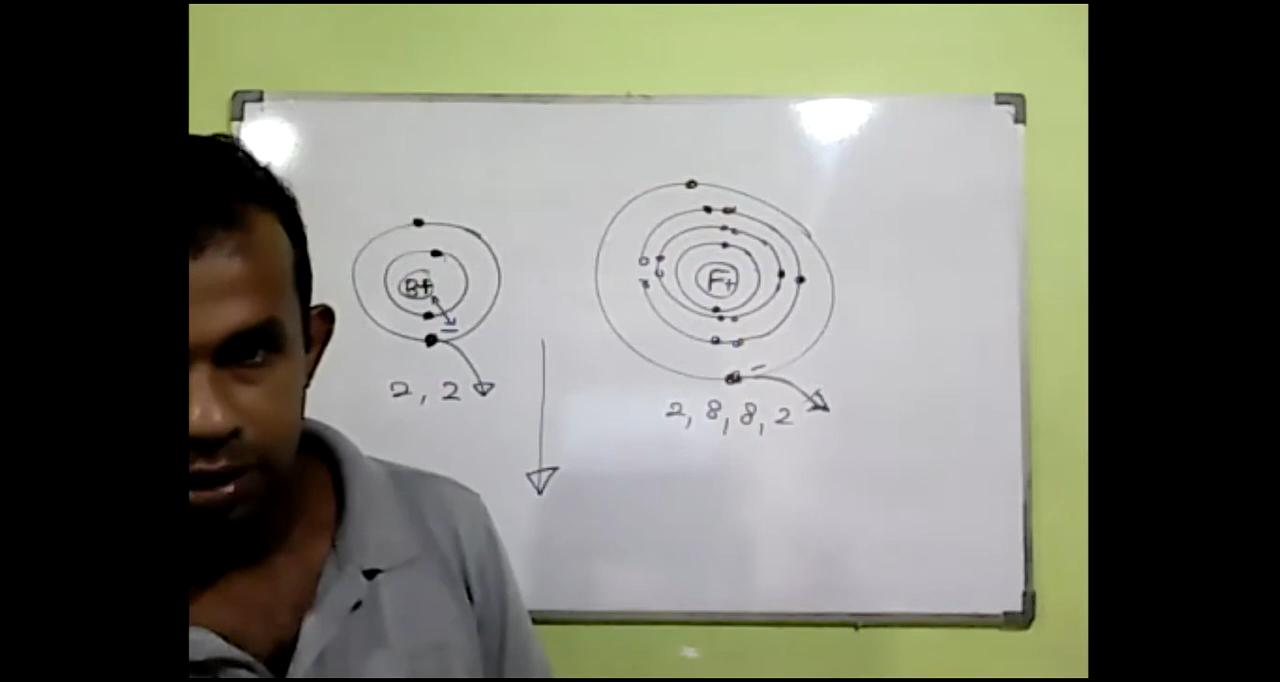 B+
F+
2, 2
2, 8, 8, 2